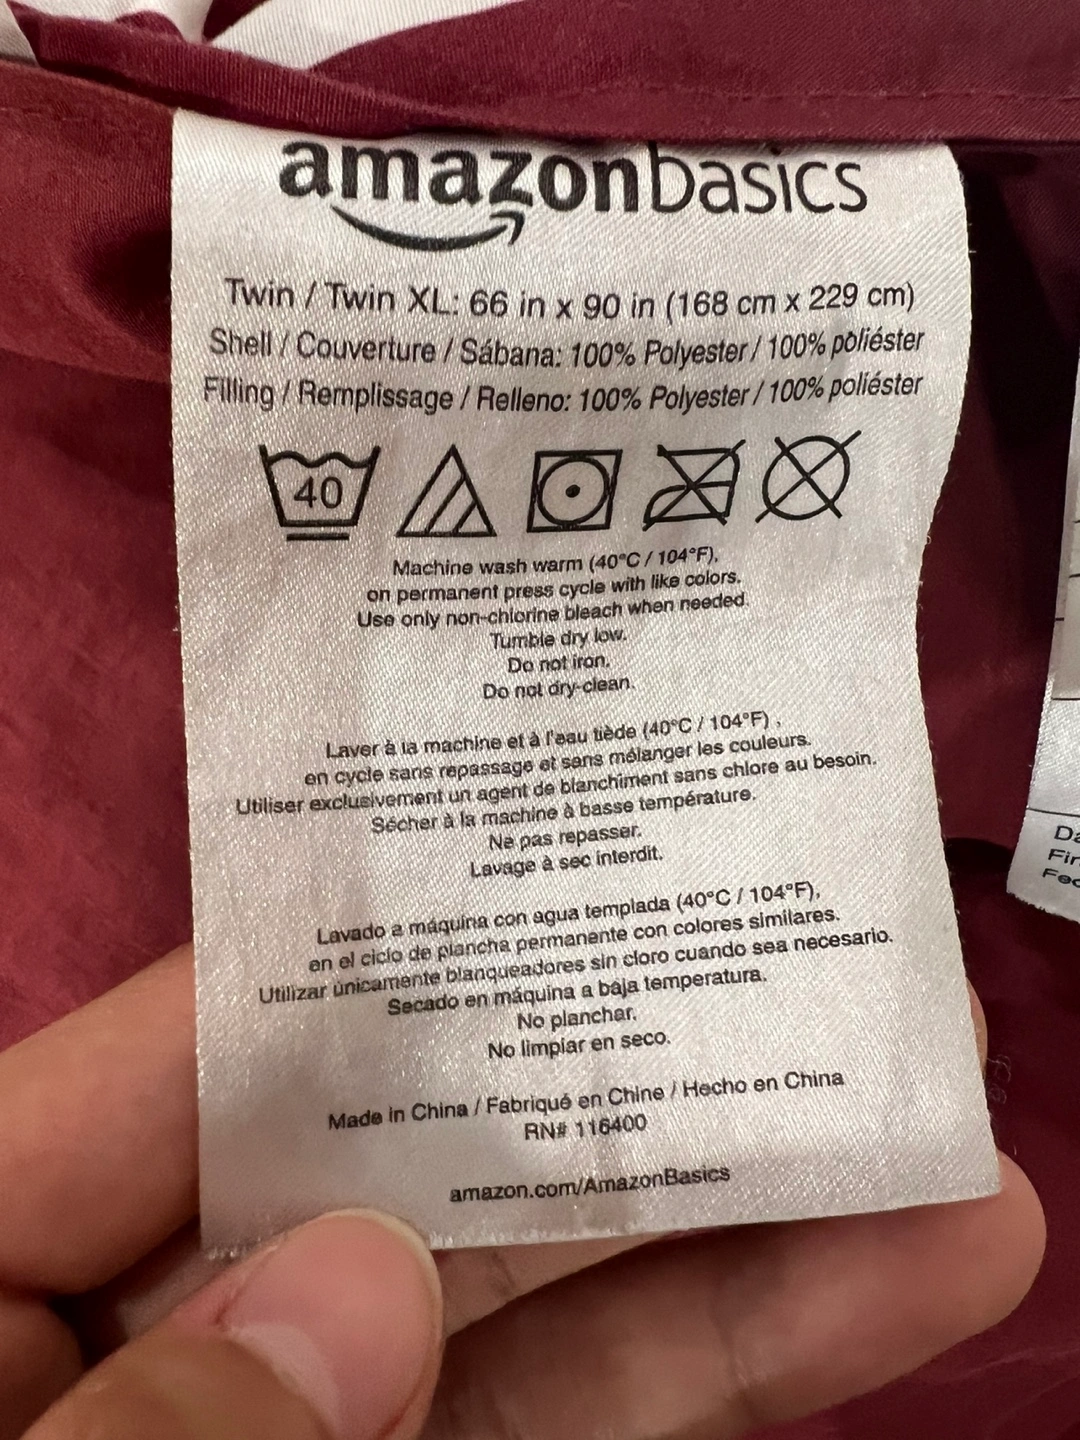 amazonbasics
Twin / Twin XL: 66 in x 90 in (168 cm x 229 cm)
Shell / Couverture / Sábana: 100% Polyester / 100% poliéster
Filling / Remplissage / Relleno: 100% Polyester / 100% poliéster
40
Machine wash warm (40°C / 104°F),
on permanent press cycle with like colors.
Use only non-chlorine bleach when needed.
Tumble dry low.
Do not iron.
Do not dry-clean.
Laver à la machine et à l'eau tiède (40°C / 104°F) ,
en cycle sans repassage et sans mélanger les couleurs.
Utiliser exclusivement un agent de blanchiment sans chlore au besoin.
Sécher à la machine à basse température.
Ne pas repasser.
Lavage à sec interdit.
Lavado a máquina con agua templada (40°C / 104°F),
en el ciclo de plancha permanente con colores similares.
Utilizar únicamente blanqueadores sin cloro cuando sea necesario.
Secado en máquina a baja temperatura.
No planchar.
No limpiar en seco.
Made in China / Fabriqué en Chine / Hecho en China
RN# 116400
amazon.com/AmazonBasics